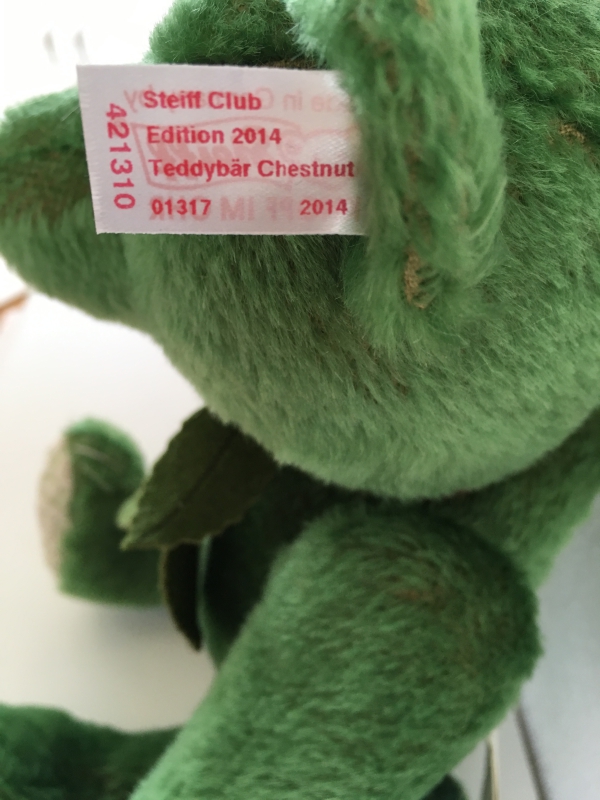 Steiff Club
Edition 2014
Teddybär Chestnut
01317 2014
421310